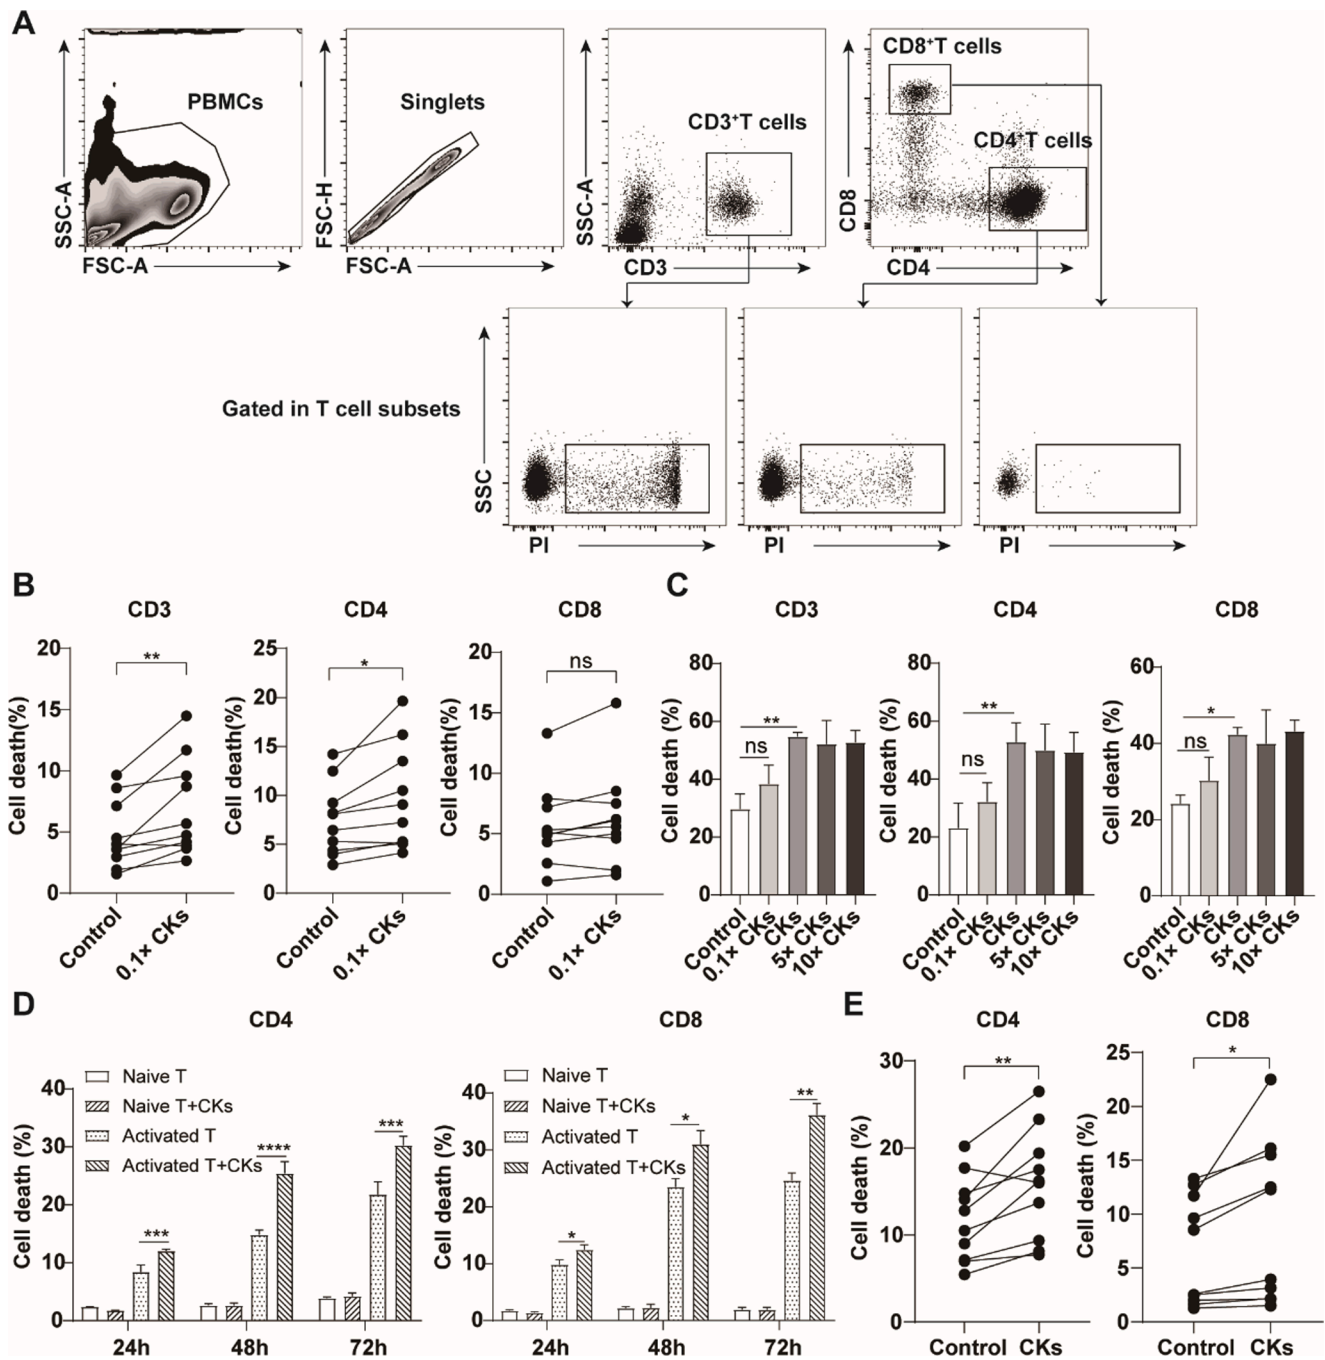 A
PBMCs
SSC-A
FSC-A
Singlets
FSC-H
FSC-A
CD3+T cells
SSC-A
CD3
CD8+T cells
CD4+T cells
CD8
CD4
Gated in T cell subsets
SSC
PI
PI
PI
B
CD3
Cell death(%)
20
15
10
5
0
**
Control
0.1× CKs
CD4
Cell death(%)
25
20
15
10
5
0
*
Control
0.1× CKs
CD8
Cell death(%)
20
15
10
5
0
ns
Control
0.1× CKs
C
CD3
Cell death (%)
80
60
40
20
0
**
ns
Control
0.1× CKs
CKs
5× CKs
10× CKs
CD4
Cell death (%)
80
60
40
20
0
**
ns
Control
0.1× CKs
CKs
5× CKs
10× CKs
CD8
Cell death (%)
60
40
20
0
*
ns
Control
0.1× CKs
CKs
5× CKs
10× CKs
D
CD4
Naive T
Naive T+CKs
Activated T
Activated T+CKs
Cell death (%)
40
30
20
10
0
***
****
***
24h
48h
72h
CD8
Naive T
Naive T+CKs
Activated T
Activated T+CKs
Cell death (%)
40
30
20
10
0
*
*
**
24h
48h
72h
E
CD4
Cell death (%)
30
20
10
0
**
Control
CKs
CD8
Cell death (%)
25
20
15
10
5
0
*
Control
CKs